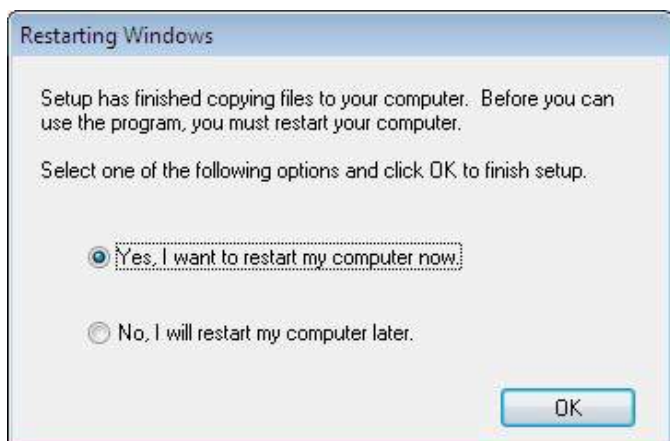 Restarting Windows
Setup has finished copying files to your computer.  Before you can
use the program, you must restart your computer.
Select one of the following options and click OK to finish setup.
Yes, I want to restart my computer now.
No, I will restart my computer later.
OK